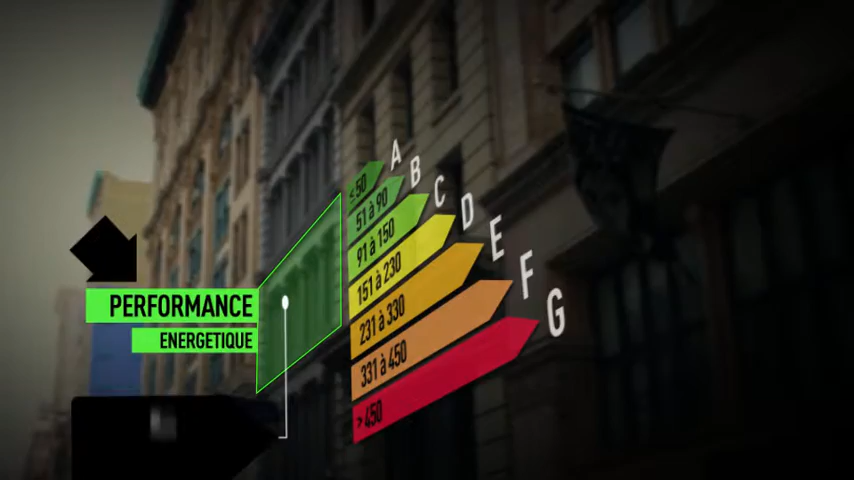 PERFORMANCE
ENERGETIQUE
≤50 A
51 à 90 B
91 à 150 C
151 à 230 D
231 à 330 E
331 à 450 F
> 450 G